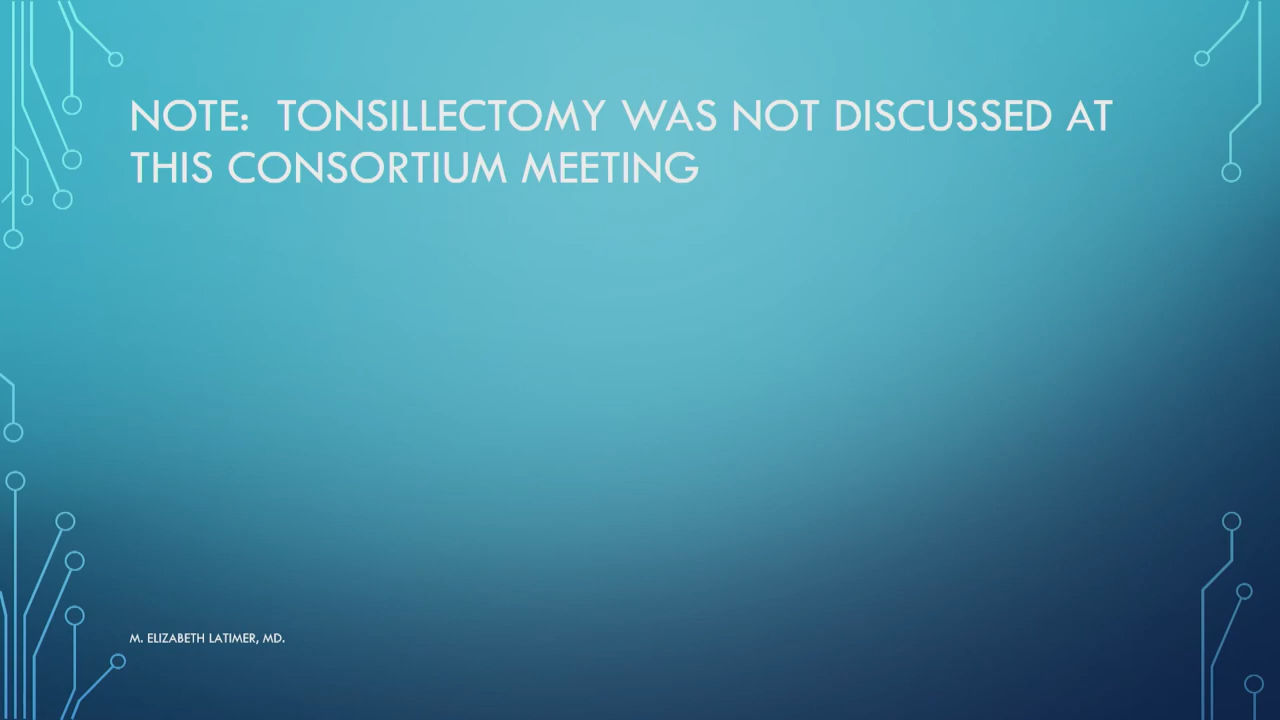 NOTE:  TONSILLECTOMY WAS NOT DISCUSSED AT
THIS CONSORTIUM MEETING
M. ELIZABETH LATIMER, MD.